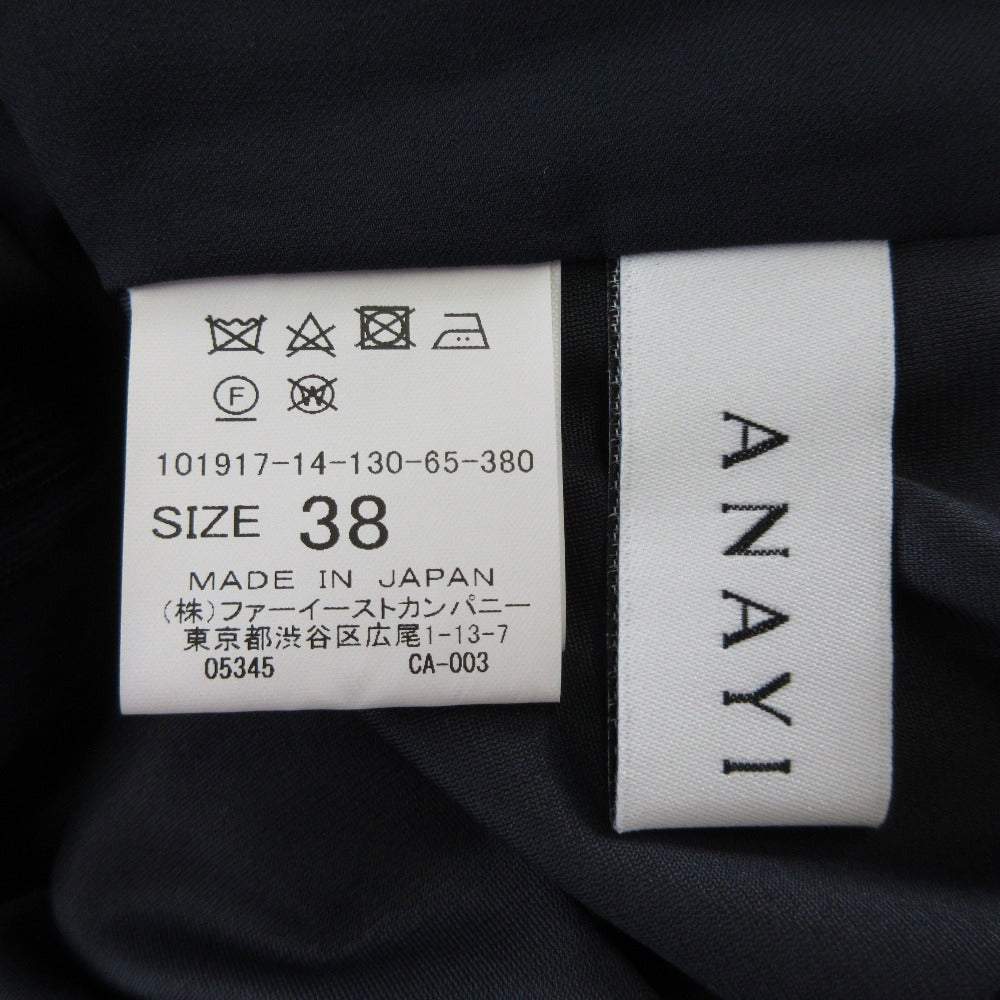 F
W
101917-14-130-65-380
SIZE 38
MADE IN JAPAN
(株)ファーイーストカンパニー
東京都渋谷区広尾1-13-7
05345 CA-003
ANAYI